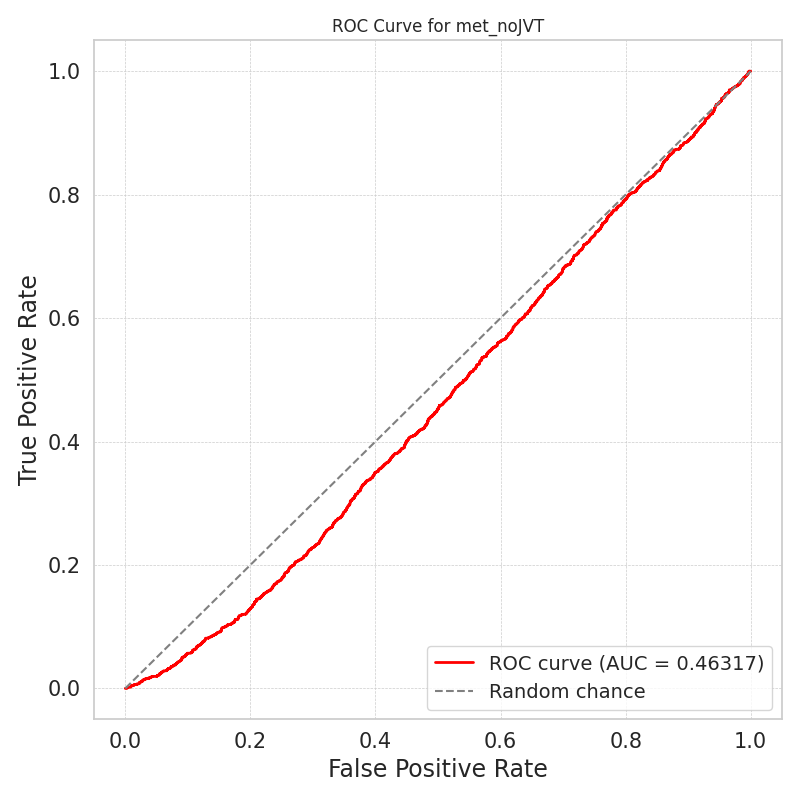 ROC Curve for met_noJVT
1.0
0.8
0.6
0.4
0.2
0.0
True Positive Rate
ROC curve (AUC = 0.46317)
Random chance
0.0 0.2 0.4 0.6 0.8 1.0
False Positive Rate